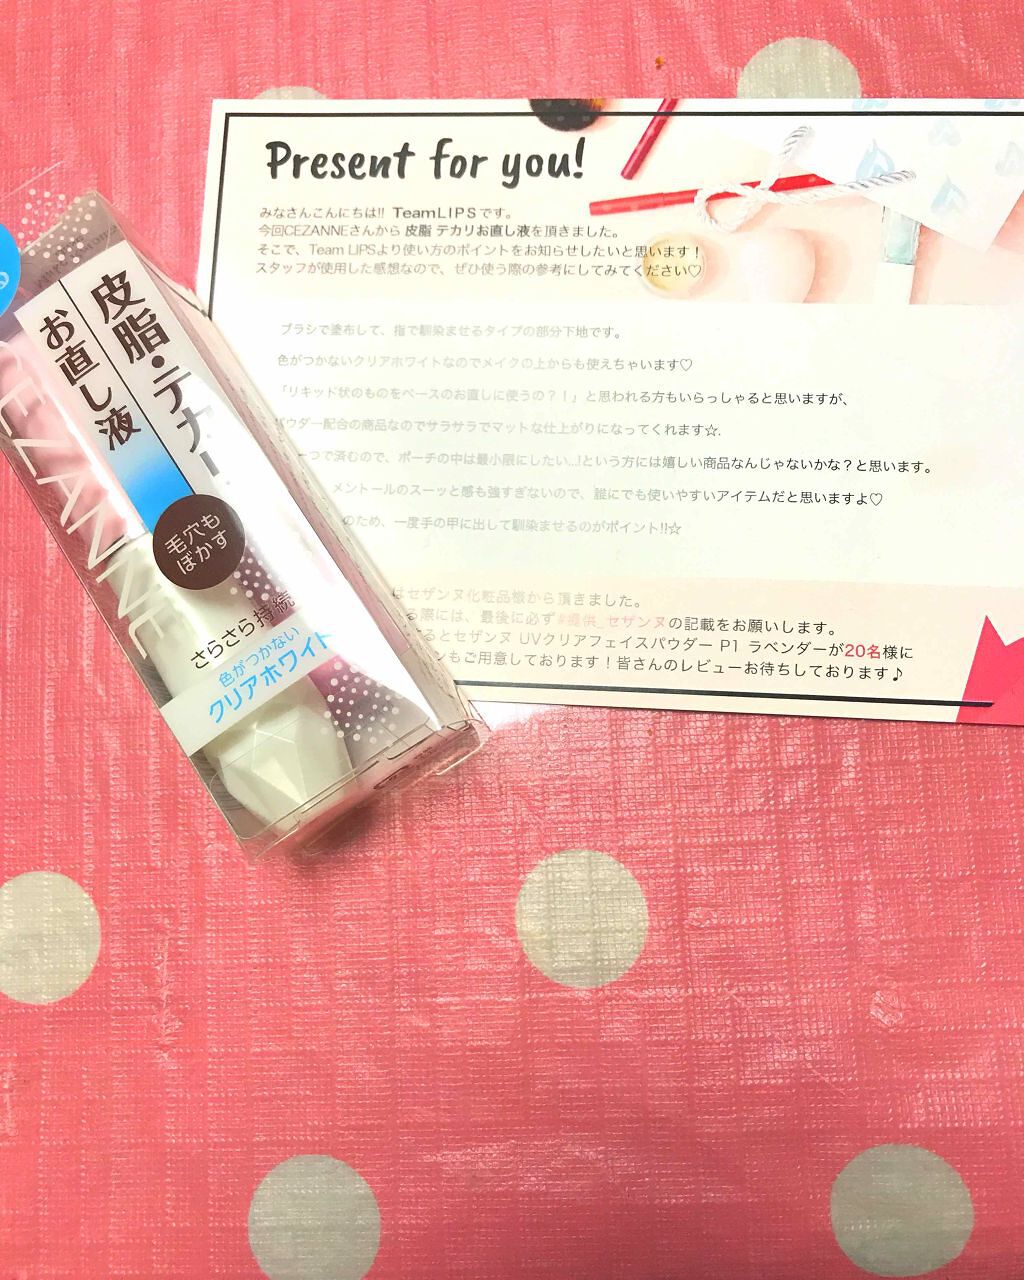 Present for you!
みなさんこんにちは!! TeamLIPSです。
今回CEZANNEさんから 皮脂 テカリお直し液を頂きました。
そこで、Team LIPSより使い方のポイントをお知らせしたいと思います！
スタッフが使用した感想なので、ぜひ使う際の参考にしてみてください♡
ブラシで塗布して、指で馴染ませるタイプの部分下地です。
色がつかないクリアホワイトなのでメイクの上からも使えちゃいます♡
「リキッド状のものをベースのお直しに使うの？！」と思われる方もいらっしゃると思いますが、
パウダー配合の商品なのでサラサラでマットな仕上がりになってくれます☆.
一つで済むので、ポーチの中は最小限にしたい...!という方には嬉しい商品なんじゃないかな？と思います。
メントールのスーッと感も強すぎないので、誰にでも使いやすいアイテムだと思いますよ♡
のため、一度手の甲に出して馴染ませるのがポイント!!☆
はセザンヌ化粧品様から頂きました。
る際には、最後に必ず #提供_セザンヌの記載をお願いします。
するとセザンヌ UVクリアフェイスパウダー P1 ラベンダーが20名様に
ンもご用意しております！皆さんのレビューお待ちしております♪
皮脂・テカリ
お直し液
CEZANNE
毛穴も
ぼかす
さらさら持続
色がつかない
クリアホワイト